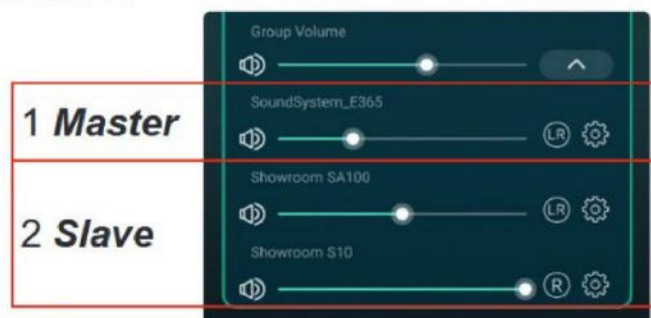 Group Volume
1 Master
SoundSystem_E365
LR
2 Slave
Showroom SA100
LR
Showroom S10
R